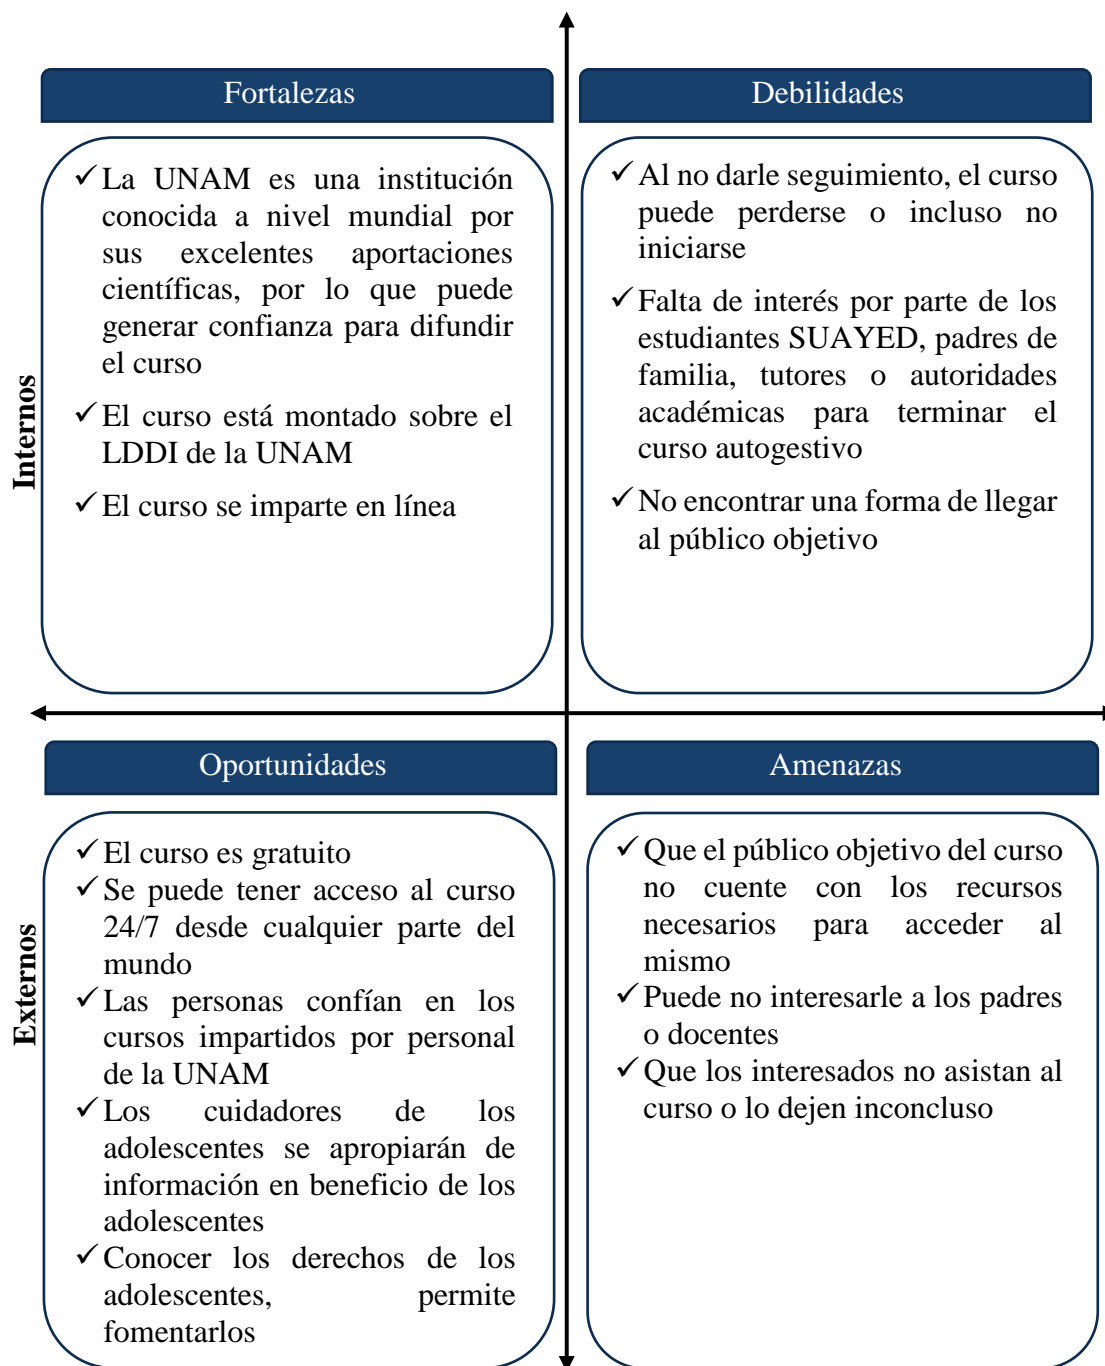 Fortalezas
La UNAM es una institución
conocida a nivel mundial por
sus excelentes aportaciones
científicas, por lo que puede
generar confianza para difundir
el curso
El curso está montado sobre el
LDDI de la UNAM
El curso se imparte en línea
Debilidades
Al no darle seguimiento, el curso
puede perderse o incluso no
iniciarse
Falta de interés por parte de los
estudiantes SUAYED, padres de
familia, tutores o autoridades
académicas para terminar el
curso autogestivo
No encontrar una forma de llegar
al público objetivo
Internos
Oportunidades
El curso es gratuito
Se puede tener acceso al curso
24/7 desde cualquier parte del
mundo
Las personas confían en los
cursos impartidos por personal
de la UNAM
Los cuidadores de los
adolescentes se apropiarán de
información en beneficio de los
adolescentes
Conocer los derechos de los
adolescentes, permite
fomentarlos
Amenazas
Que el público objetivo del curso
no cuente con los recursos
necesarios para acceder al
mismo
Puede no interesarle a los padres
o docentes
Que los interesados no asistan al
curso o lo dejen inconcluso
Externos